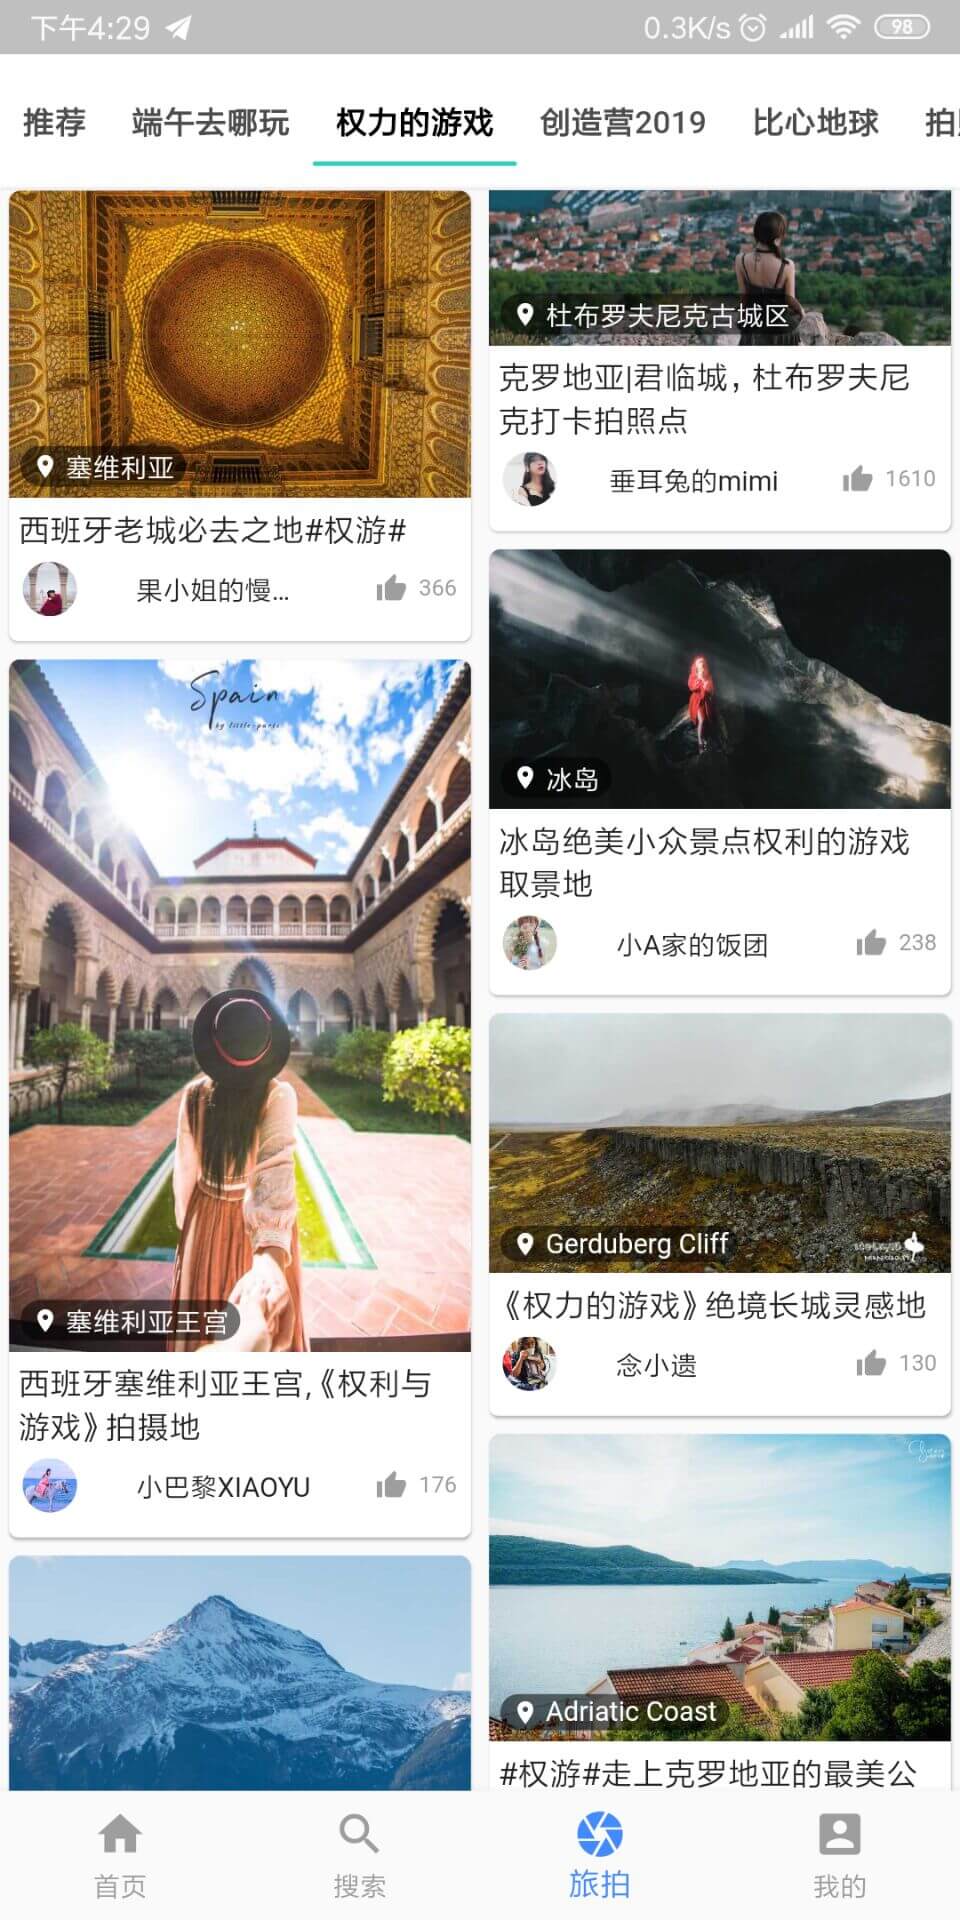 下午4:29
0.3K/s
98
推荐
端午去哪玩
权力的游戏
创造营2019
比心地球
塞维利亚
西班牙老城必去之地#权游#
果小姐的慢...
366
Spain
塞维利亚王宫
西班牙塞维利亚王宫,《权利与
游戏》拍摄地
小巴黎XIAOYU
176
杜布罗夫尼克古城区
克罗地亚|君临城，杜布罗夫尼
克打卡拍照点
垂耳兔的mimi
1610
冰岛
冰岛绝美小众景点权利的游戏
取景地
小A家的饭团
238
Gerduberg Cliff
《权力的游戏》绝境长城灵感地
念小遗
130
Adriatic Coast
#权游#走上克罗地亚的最美公
首页
搜索
旅拍
我的